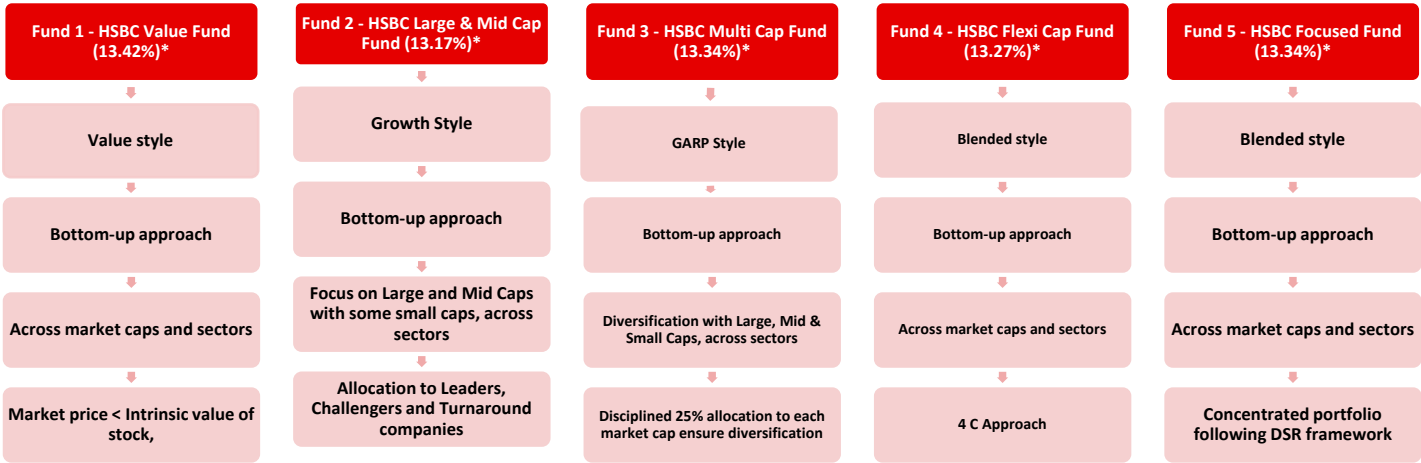 Fund 1 - HSBC Value Fund
(13.42%)*
Value style
Bottom-up approach
Across market caps and sectors
Market price < Intrinsic value of
stock,
Fund 2 - HSBC Large & Mid Cap
Fund (13.17%)*
Growth Style
Bottom-up approach
Focus on Large and Mid Caps
with some small caps, across
sectors
Allocation to Leaders,
Challengers and Turnaround
companies
Fund 3 - HSBC Multi Cap Fund
(13.34%)*
GARP Style
Bottom-up approach
Diversification with Large, Mid &
Small Caps, across sectors
Disciplined 25% allocation to each
market cap ensure diversification
Fund 4 - HSBC Flexi Cap Fund
(13.27%)*
Blended style
Bottom-up approach
Across market caps and sectors
4 C Approach
Fund 5 - HSBC Focused Fund
(13.34%)*
Blended style
Bottom-up approach
Across market caps and sectors
Concentrated portfolio
following DSR framework